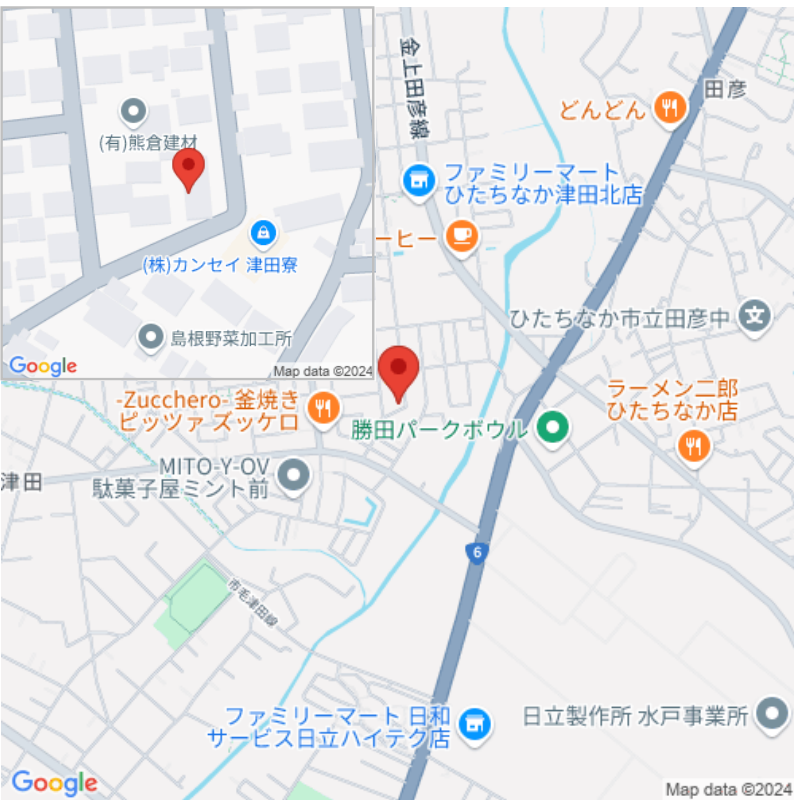 (有)熊倉建材
(株)カンセイ 津田寮
島根野菜加工所
Google
Map data ©2024
金上田彦線
どんどん
田彦
ファミリーマート
ひたちなか津田北店
ーヒー
ひたちなか市立田彦中
-Zucchero- 釜焼き
ピッツァ ズッケロ
勝田パークボウル
ラーメン二郎
ひたちなか店
MITO-Y-OV
駄菓子屋ミント前
津田
6
市毛津田線
ファミリーマート 日和
サービス日立ハイテク店
日立製作所 水戸事業所
Google
Map data ©2024